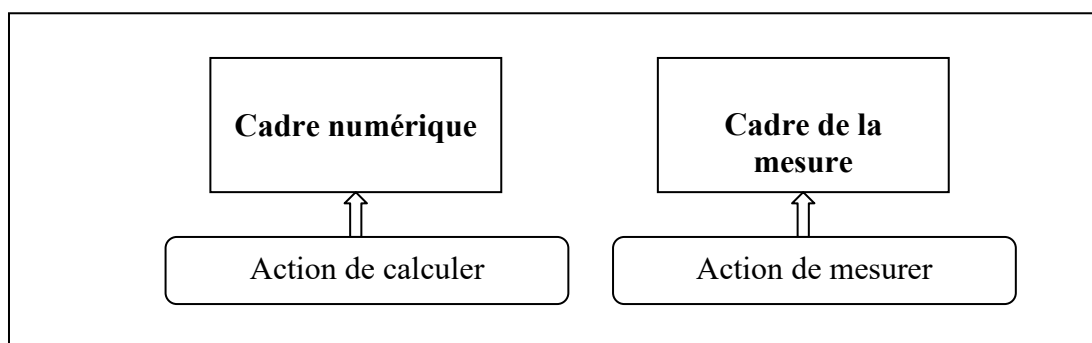 Cadre numérique
Cadre de la
mesure
Action de calculer
Action de mesurer